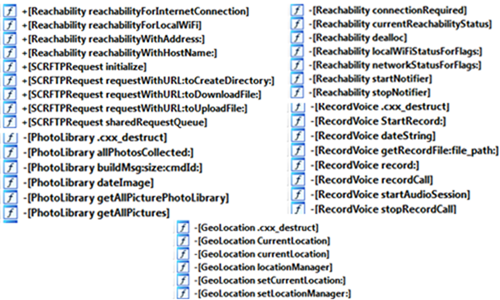 +[Reachability reachabilityForInternetConnection]
+[Reachability reachabilityForLocalWiFi]
+[Reachability reachabilityWithAddress:]
+[Reachability reachabilityWithHostName:]
+[SCRFTPRequest initialize]
+[SCRFTPRequest requestWithURL:toCreateDirectory:]
+[SCRFTPRequest requestWithURL:toDownloadFile:]
+[SCRFTPRequest requestWithURL:toUploadFile:]
+[SCRFTPRequest sharedRequestQueue]
-[PhotoLibrary .cxx_destruct]
-[PhotoLibrary allPhotosCollected:]
-[PhotoLibrary buildMsg:size:cmdId:]
-[PhotoLibrary dateImage]
-[PhotoLibrary getAllPicturePhotoLibrary]
-[PhotoLibrary getAllPictures]
-[Reachability connectionRequired]
-[Reachability currentReachabilityStatus]
-[Reachability dealloc]
-[Reachability localWiFiStatusForFlags:]
-[Reachability networkStatusForFlags:]
-[Reachability startNotifier]
-[Reachability stopNotifier]
-[RecordVoice .cxx_destruct]
-[RecordVoice StartRecord:]
-[RecordVoice dateString]
-[RecordVoice getRecordFile:file_path:]
-[RecordVoice record:]
-[RecordVoice recordCall]
-[RecordVoice startAudioSession]
-[RecordVoice stopRecordCall]
-[GeoLocation .cxx_destruct]
-[GeoLocation CurrentLocation]
-[GeoLocation currentLocation]
-[GeoLocation locationManager]
-[GeoLocation setCurrentLocation:]
-[GeoLocation setLocationManager:]